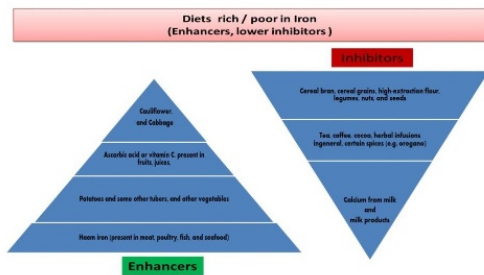 Diets rich / poor in Iron
(Enhancers, lower inhibitors )
Inhibitors
Cereal bran, cereal grains, high-extraction flour,
legumes, nuts, and seeds
Tea, coffee, cocoa, herbal infusions
ingeneral, certain spices (e.g. oregano)
Calcium from milk
and
milk products
Cauliflower,
and Cabbage
Ascorbic acid or vitamin C, present in
fruits, juices,
Potatoes and some other tubers, and other vegetables
Haem iron (present in meat, poultry, fish, and seafood)
Enhancers